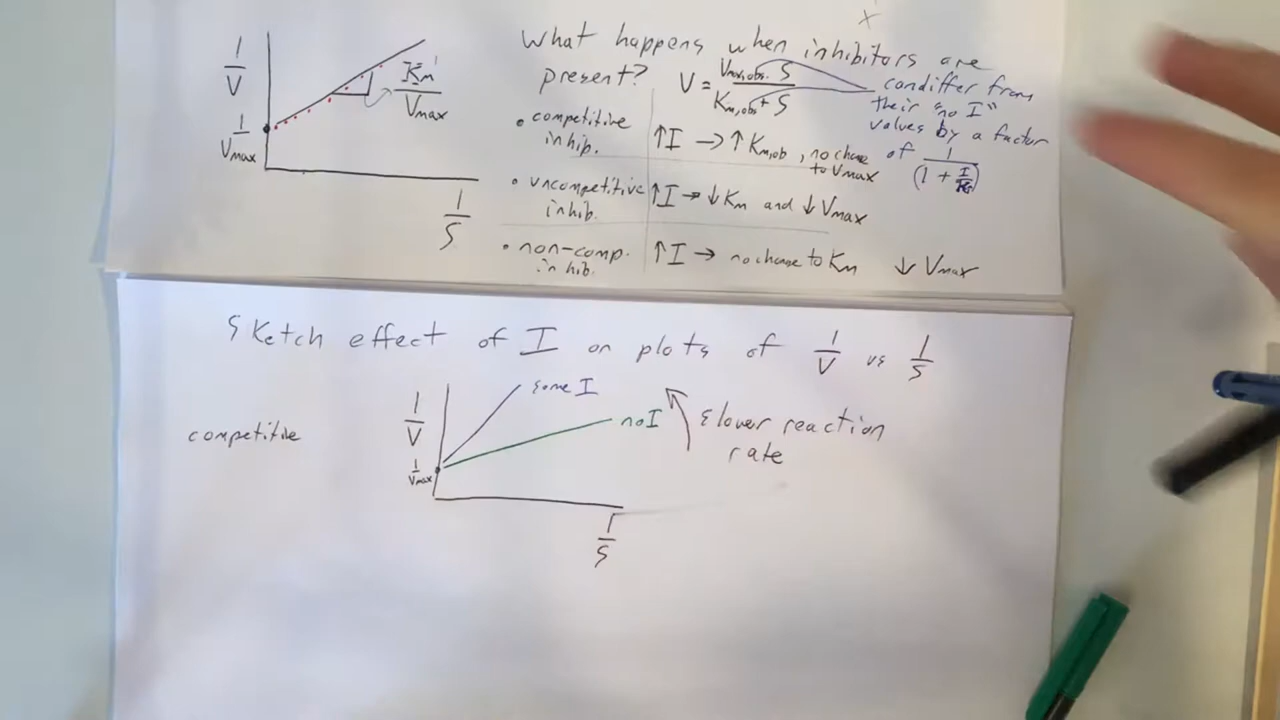 1
V
1
Vmax
Km
Vmax
1
S
What happens when inhibitors are
present? V = Vmax,obs. S
Km,obs + S
can differ from
their "no I"
values by a factor
of 1
(1 + I
• competitive
inhib.
↑I → ↑ Km,ob, no change
to Vmax
• uncompetitive
inhib.
↑I → ↓ Km and ↓ Vmax
• non-comp.
inhib.
↑I → no change to Km ↓ Vmax
Sketch effect of I on plots of 1/V vs 1/S
competitive
1
V
1
Vmax
some I
no I
slower reaction
rate
1
S